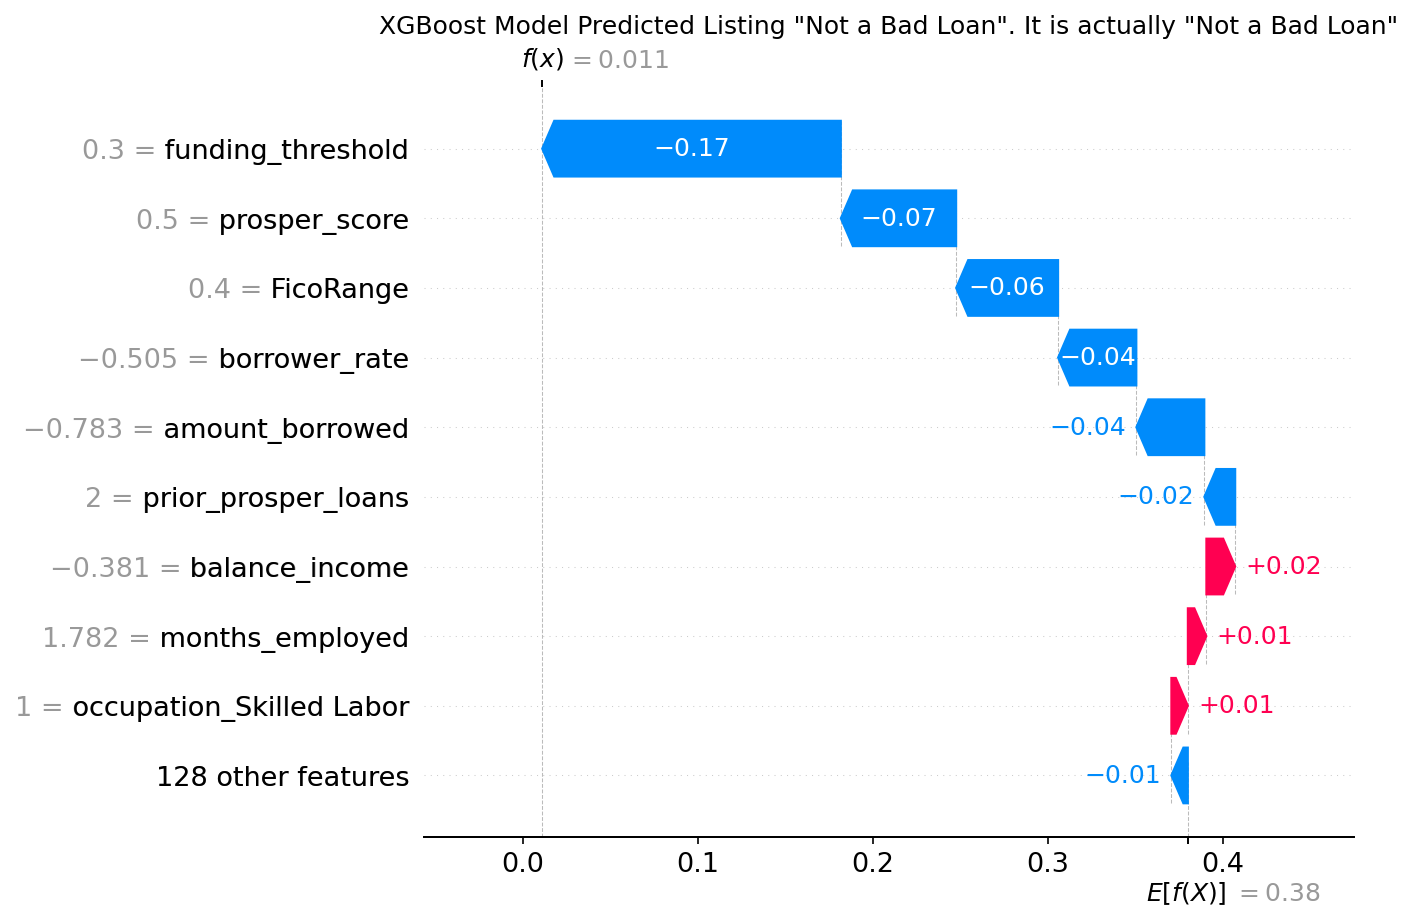 XGBoost Model Predicted Listing "Not a Bad Loan". It is actually "Not a Bad Loan"
f(x) = 0.011
0.3 = funding_threshold −0.17
0.5 = prosper_score −0.07
0.4 = FicoRange −0.06
−0.505 = borrower_rate −0.04
−0.783 = amount_borrowed −0.04
2 = prior_prosper_loans −0.02
−0.381 = balance_income +0.02
1.782 = months_employed +0.01
1 = occupation_Skilled Labor +0.01
128 other features −0.01
0.0 0.1 0.2 0.3 0.4
E[f(X)] = 0.38